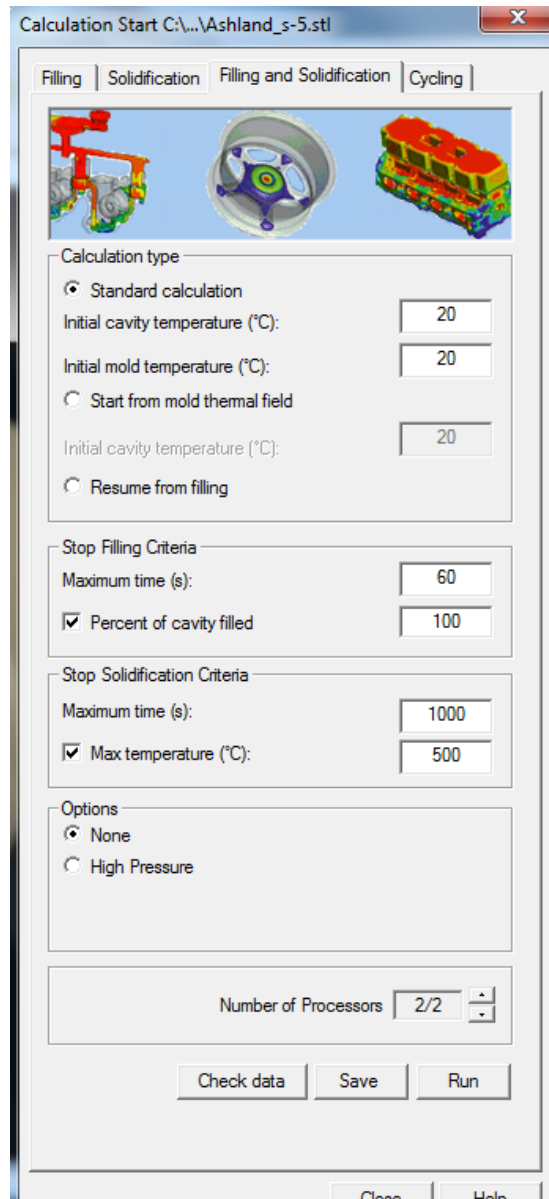 Calculation Start C:\...\Ashland_s-5.stl
x
Filling Solidification Filling and Solidification Cycling
Calculation type
Standard calculation
Initial cavity temperature (°C): 20
Initial mold temperature (°C): 20
Start from mold thermal field
Initial cavity temperature (°C): 20
Resume from filling
Stop Filling Criteria
Maximum time (s): 60
Percent of cavity filled 100
Stop Solidification Criteria
Maximum time (s): 1000
Max temperature (°C): 500
Options
None
High Pressure
Number of Processors 2/2
Check data Save Run
Close Help